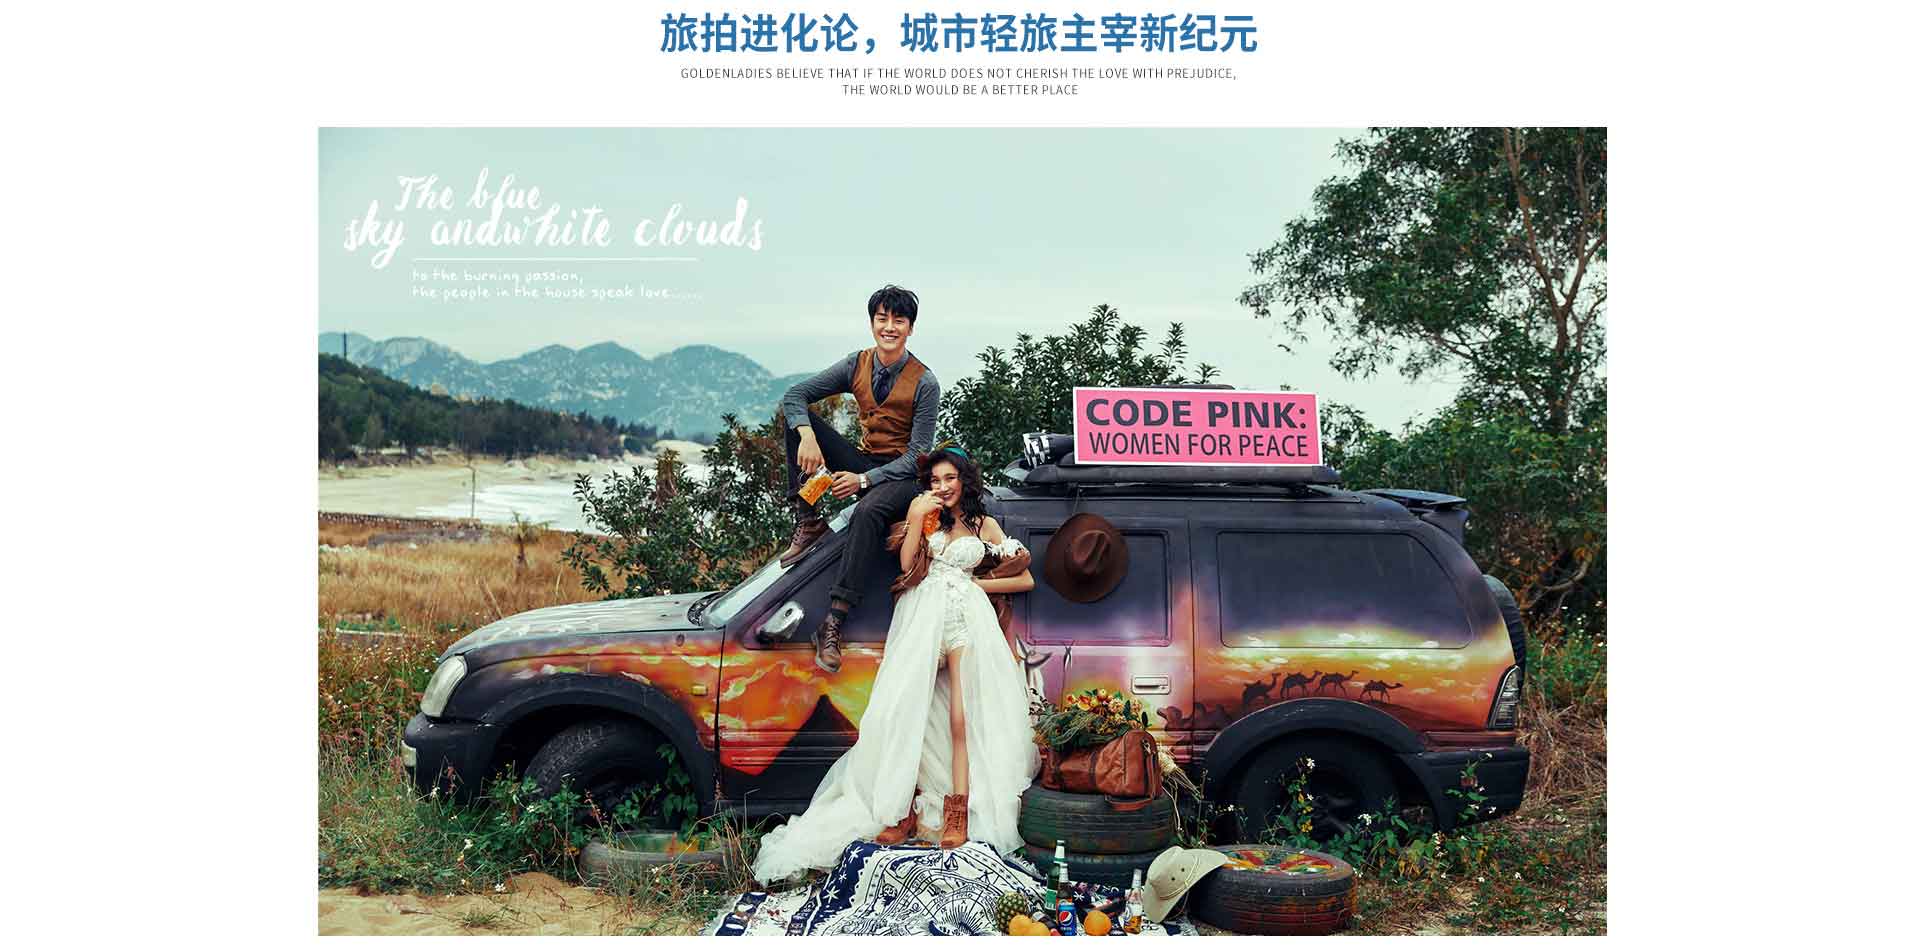 旅拍进化论，城市轻旅主宰新纪元
GOLDENLADIES BELIEVE THAT IF THE WORLD DOES NOT CHERISH THE LOVE WITH PREJUDICE,
THE WORLD WOULD BE A BETTER PLACE
The blue
sky andwhite clouds
to the burning passion,
the people in the house speak love......
CODE PINK:
WOMEN FOR PEACE
pepsi